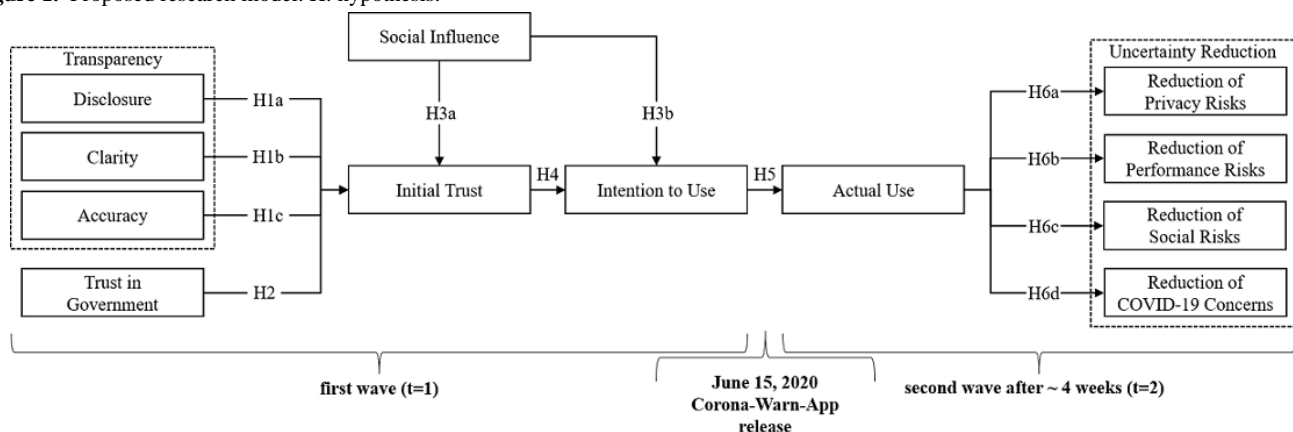 Proposed research model. H: hypothesis.
Social Influence
Transparency
Uncertainty Reduction
Disclosure
H1a
H3a
H3b
H6a
Reduction of
Privacy Risks
Clarity
H1b
H6b
Reduction of
Performance Risks
Initial Trust
H4
Intention to Use
H5
Actual Use
Accuracy
H1c
H6c
Reduction of
Social Risks
Trust in
Government
H2
H6d
Reduction of
COVID-19 Concerns
first wave (t=1)
June 15, 2020
Corona-Warn-App
release
second wave after ~ 4 weeks (t=2)